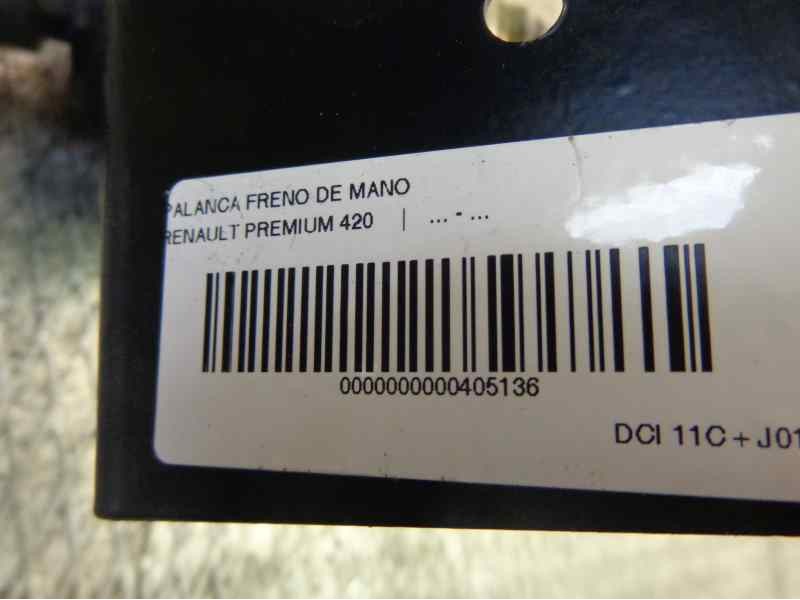 PALANCA FRENO DE MANO
RENAULT PREMIUM 420 | ... - ...
0000000000405136
DCI 11C + J01